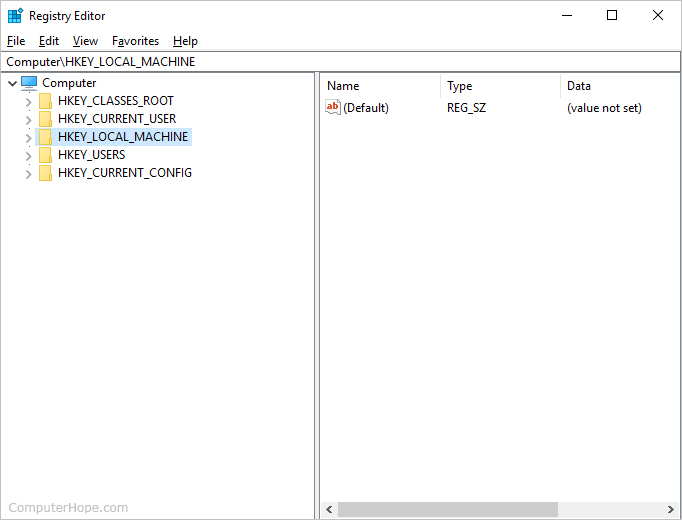 Registry Editor
File Edit View Favorites Help
Computer\HKEY_LOCAL_MACHINE
Computer
HKEY_CLASSES_ROOT
HKEY_CURRENT_USER
HKEY_LOCAL_MACHINE
HKEY_USERS
HKEY_CURRENT_CONFIG
Name Type Data
ab (Default) REG_SZ (value not set)
ComputerHope.com